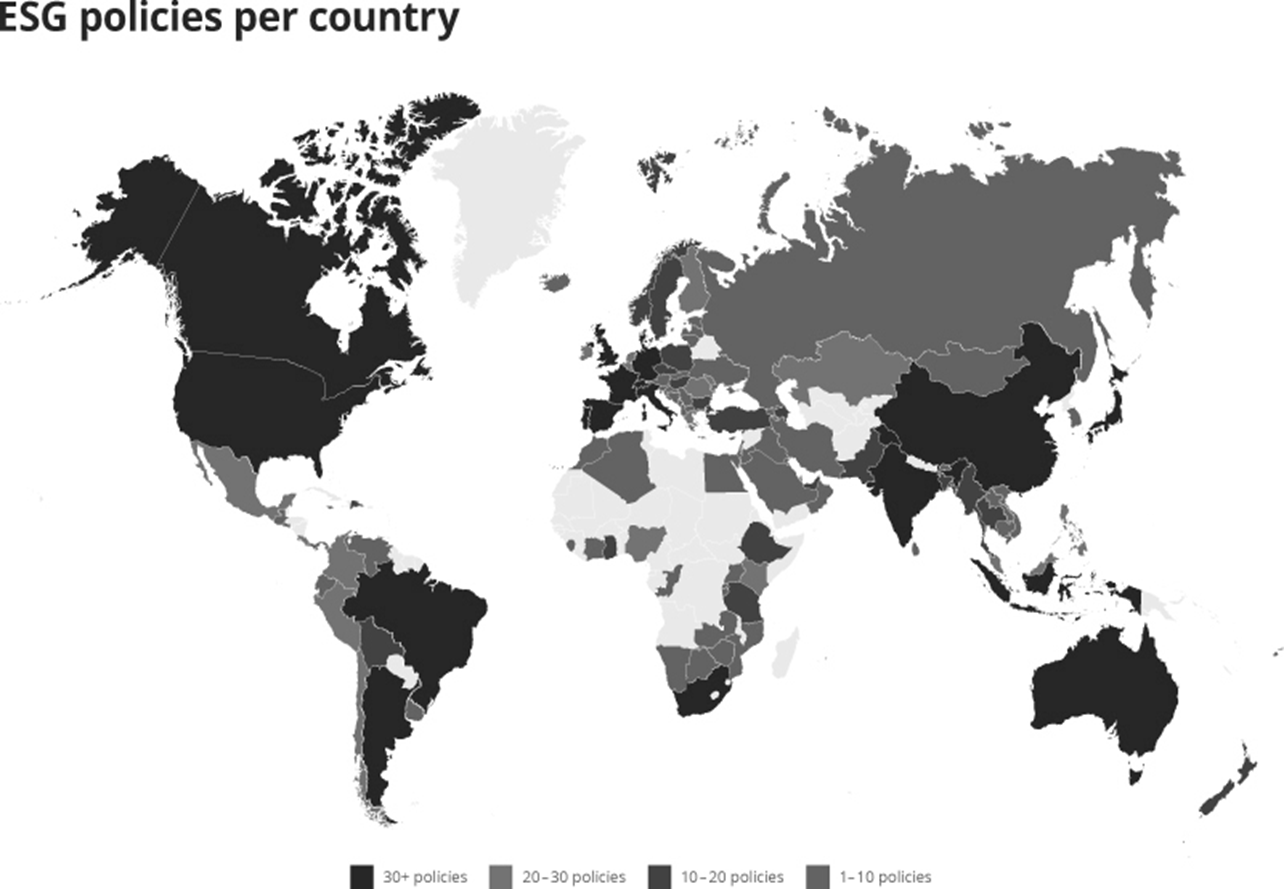 ESG policies per country
30+ policies
20–30 policies
10–20 policies
1–10 policies